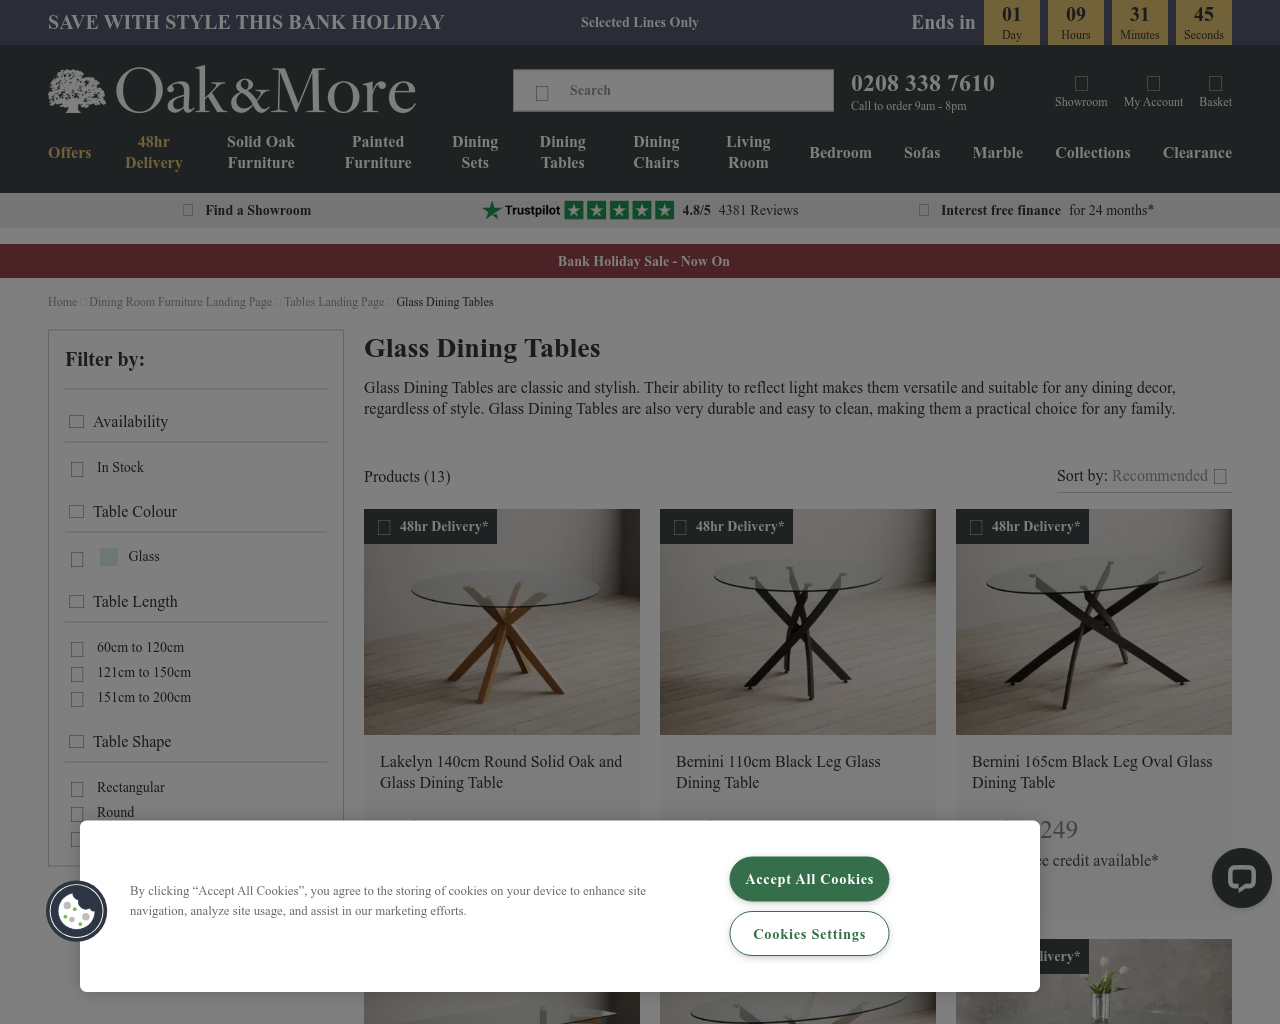 SAVE WITH STYLE THIS BANK HOLIDAY
Selected Lines Only
Ends in
01
Day
09
Hours
31
Minutes
45
Seconds
Oak&More
Search
0208 338 7610
Call to order 9am - 8pm
Showroom
My Account
Basket
Offers
48hr
Delivery
Solid Oak
Furniture
Painted
Furniture
Dining
Sets
Dining
Tables
Dining
Chairs
Living
Room
Bedroom
Sofas
Marble
Collections
Clearance
Find a Showroom
Trustpilot
4.8/5 4381 Reviews
Interest free finance for 24 months*
Bank Holiday Sale - Now On
Home Dining Room Furniture Landing Page Tables Landing Page Glass Dining Tables
Filter by:
Availability
In Stock
Table Colour
Glass
Table Length
60cm to 120cm
121cm to 150cm
151cm to 200cm
Table Shape
Rectangular
Round
Glass Dining Tables
Glass Dining Tables are classic and stylish. Their ability to reflect light makes them versatile and suitable for any dining decor,
regardless of style. Glass Dining Tables are also very durable and easy to clean, making them a practical choice for any family.
Products (13)
Sort by: Recommended
48hr Delivery*
48hr Delivery*
48hr Delivery*
Lakelyn 140cm Round Solid Oak and
Glass Dining Table
Bernini 110cm Black Leg Glass
Dining Table
Bernini 165cm Black Leg Oval Glass
Dining Table
249
credit available*
By clicking “Accept All Cookies”, you agree to the storing of cookies on your device to enhance site
navigation, analyze site usage, and assist in our marketing efforts.
Accept All Cookies
Cookies Settings